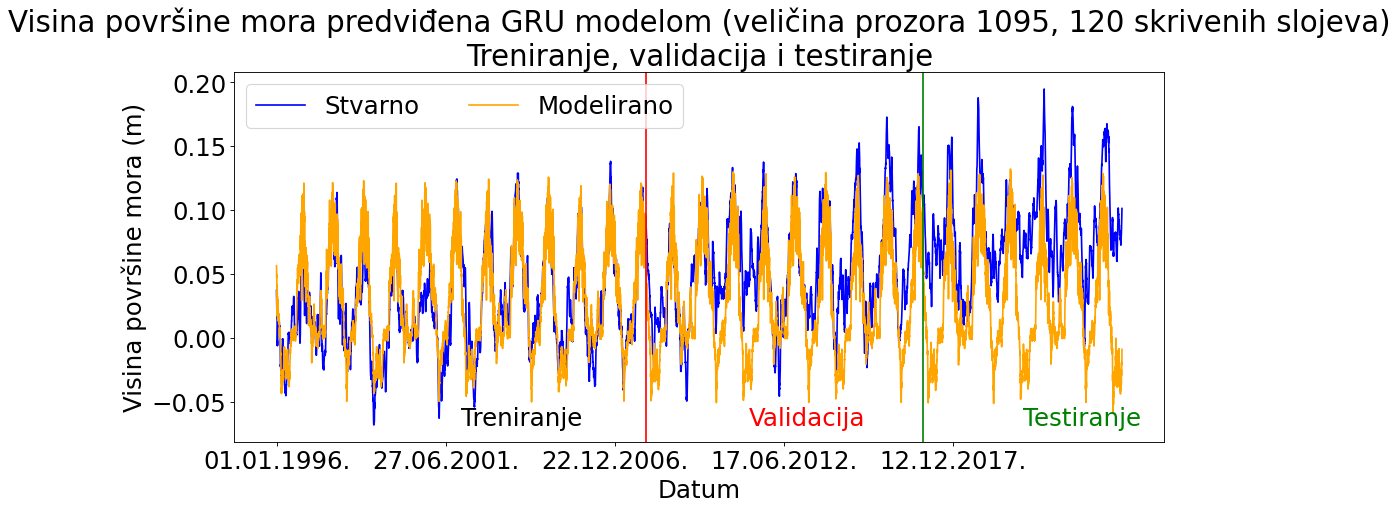 Visina površine mora predviđena GRU modelom (veličina prozora 1095, 120 skrivenih slojeva)
Treniranje, validacija i testiranje
Stvarno
Modelirano
Visina površine mora (m)
0.20
0.15
0.10
0.05
0.00
−0.05
Treniranje
Validacija
Testiranje
01.01.1996.
27.06.2001.
22.12.2006.
17.06.2012.
12.12.2017.
Datum